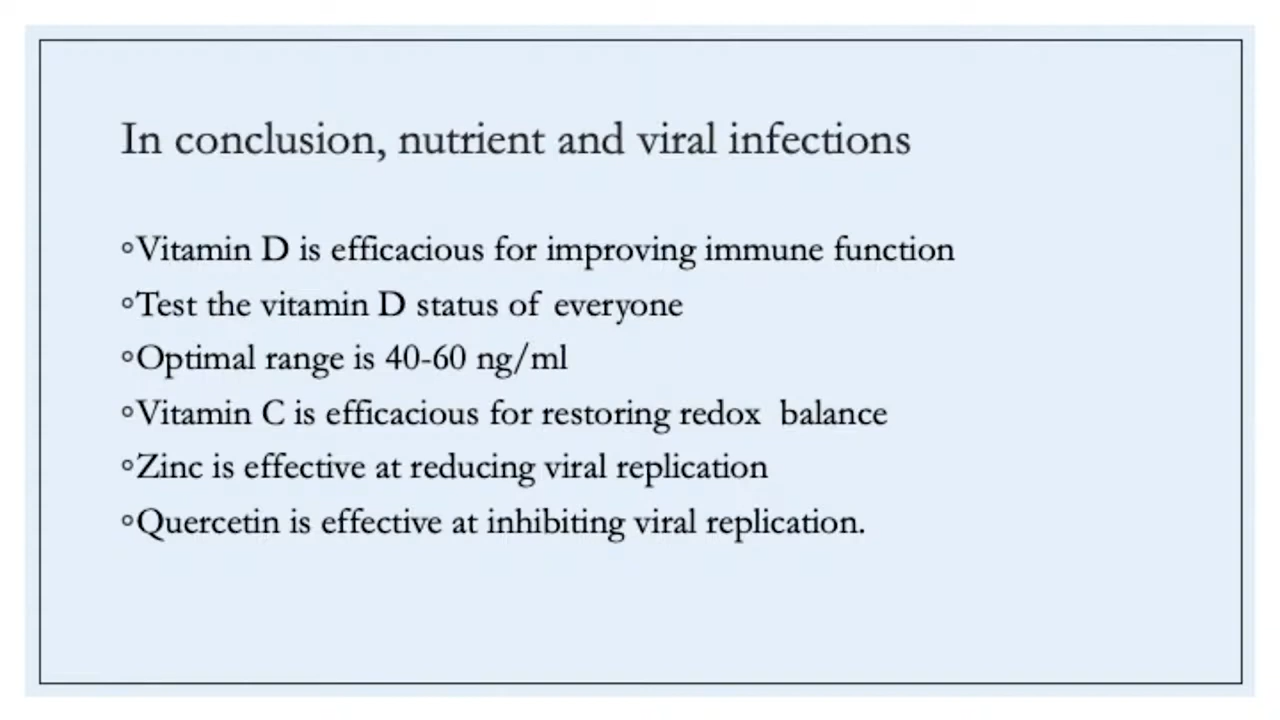 In conclusion, nutrient and viral infections
◦Vitamin D is efficacious for improving immune function
◦Test the vitamin D status of everyone
◦Optimal range is 40-60 ng/ml
◦Vitamin C is efficacious for restoring redox balance
◦Zinc is effective at reducing viral replication
◦Quercetin is effective at inhibiting viral replication.